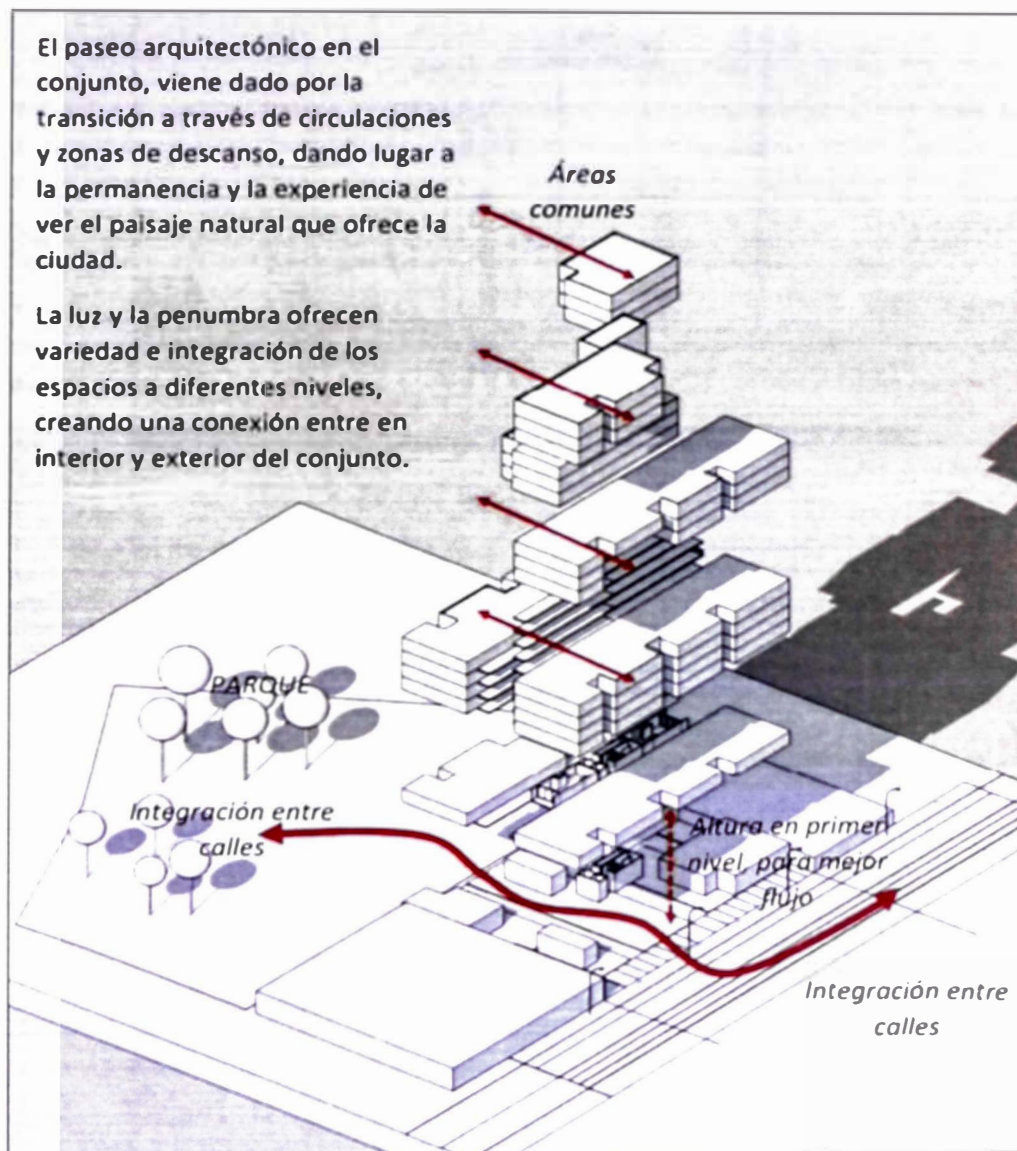 El paseo arquitectónico en el
conjunto, viene dado por la
transición a través de circulaciones
y zonas de descanso, dando lugar a
la permanencia y la experiencia de
ver el paisaje natural que ofrece la
ciudad.
La luz y la penumbra ofrecen
variedad e integración de los
espacios a diferentes niveles,
creando una conexión entre en
interior y exterior del conjunto.
Áreas
comunes
PARQUE
Integración entre
calles
Altura en primer
nivel, para mejor
flujo
Integración entre
calles